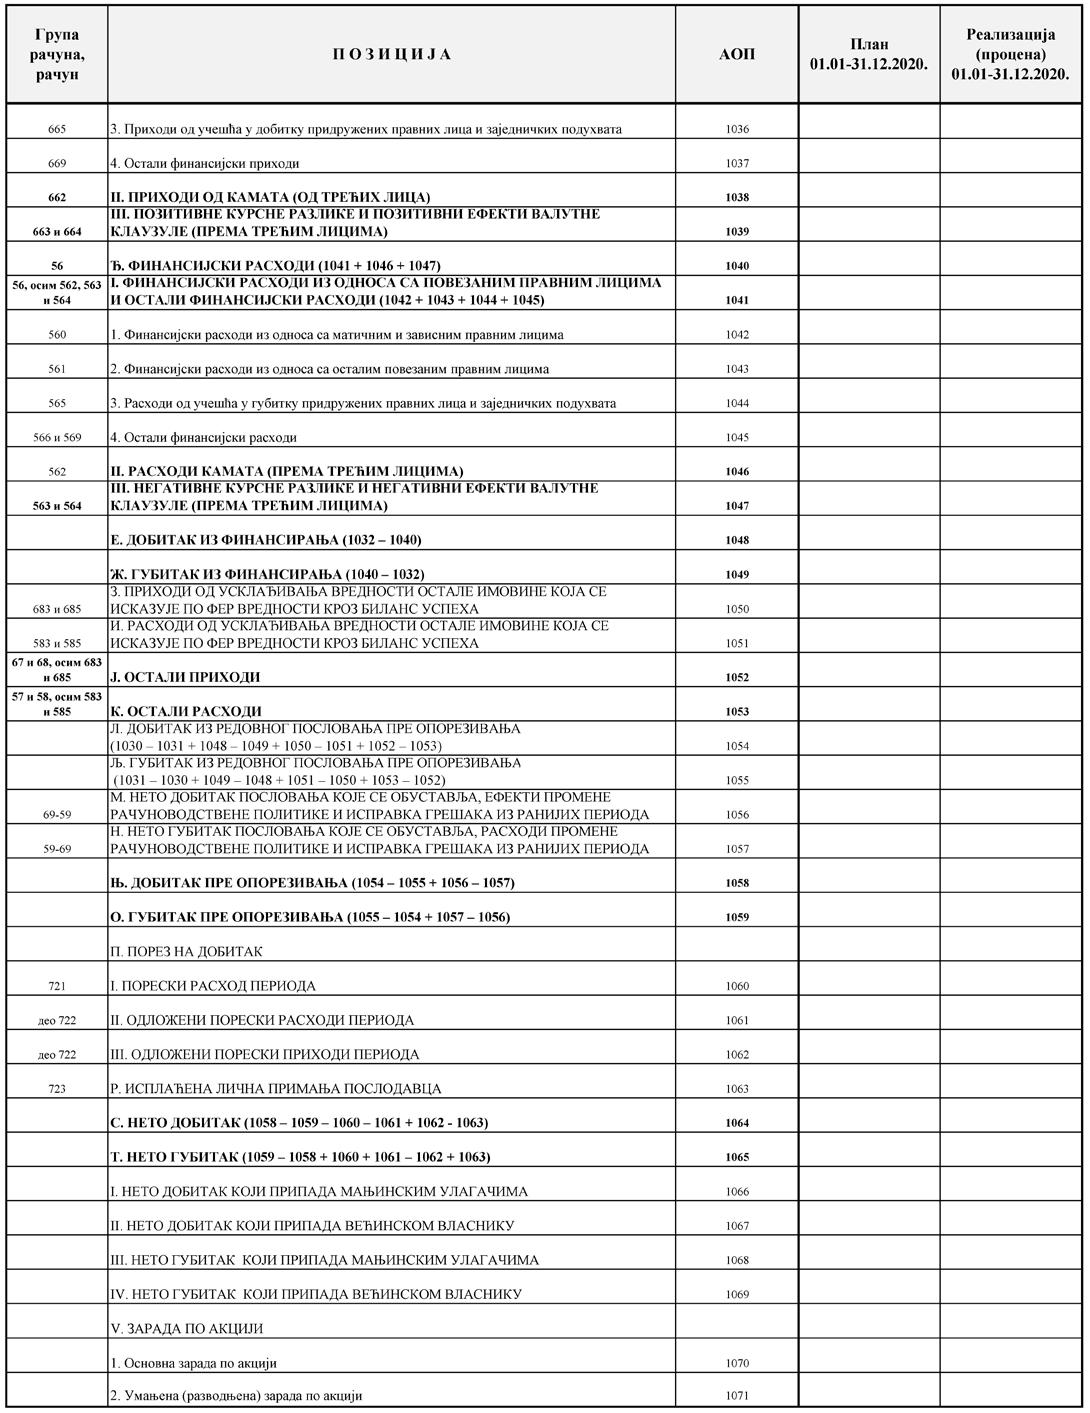 Група
рачуна,
рачун
П О З И Ц И Ј А
АОП
План
01.01-31.12.2020.
Реализација
(процена)
01.01-31.12.2020.
665 3. Приходи од учешћа у добитку придружених правних лица и заједничких подухвата 1036
669 4. Остали финансијски приходи 1037
662 II. ПРИХОДИ ОД КАМАТА (ОД ТРЕЋИХ ЛИЦА) 1038
III. ПОЗИТИВНЕ КУРСНЕ РАЗЛИКЕ И ПОЗИТИВНИ ЕФЕКТИ ВАЛУТНЕ
663 и 664 КЛАУЗУЛЕ (ПРЕМА ТРЕЋИМ ЛИЦИМА) 1039
56 Ђ. ФИНАНСИЈСКИ РАСХОДИ (1041 + 1046 + 1047) 1040
56, осим 562, 563 I. ФИНАНСИЈСКИ РАСХОДИ ИЗ ОДНОСА СА ПОВЕЗАНИМ ПРАВНИМ ЛИЦИМА
и 564 И ОСТАЛИ ФИНАНСИЈСКИ РАСХОДИ (1042 + 1043 + 1044 + 1045) 1041
560 1. Финансијски расходи из односа са матичним и зависним правним лицима 1042
561 2. Финансијски расходи из односа са осталим повезаним правним лицима 1043
565 3. Расходи од учешћа у губитку придружених правних лица и заједничких подухвата 1044
566 и 569 4. Остали финансијски расходи 1045
562 II. РАСХОДИ КАМАТА (ПРЕМА ТРЕЋИМ ЛИЦИМА) 1046
III. НЕГАТИВНЕ КУРСНЕ РАЗЛИКЕ И НЕГАТИВНИ ЕФЕКТИ ВАЛУТНЕ
563 и 564 КЛАУЗУЛЕ (ПРЕМА ТРЕЋИМ ЛИЦИМА) 1047
Е. ДОБИТАК ИЗ ФИНАНСИРАЊА (1032 – 1040) 1048
Ж. ГУБИТАК ИЗ ФИНАНСИРАЊА (1040 – 1032) 1049
З. ПРИХОДИ ОД УСКЛАЂИВАЊА ВРЕДНОСТИ ОСТАЛЕ ИМОВИНЕ КОЈА СЕ
683 и 685 ИСКАЗУЈЕ ПО ФЕР ВРЕДНОСТИ КРОЗ БИЛАНС УСПЕХА 1050
И. РАСХОДИ ОД УСКЛАЂИВАЊА ВРЕДНОСТИ ОСТАЛЕ ИМОВИНЕ КОЈА СЕ
583 и 585 ИСКАЗУЈЕ ПО ФЕР ВРЕДНОСТИ КРОЗ БИЛАНС УСПЕХА 1051
67 и 68, осим 683
и 685 Ј. ОСТАЛИ ПРИХОДИ 1052
57 и 58, осим 583
и 585 К. ОСТАЛИ РАСХОДИ 1053
Л. ДОБИТАК ИЗ РЕДОВНОГ ПОСЛОВАЊА ПРЕ ОПОРЕЗИВАЊА
(1030 – 1031 + 1048 – 1049 + 1050 – 1051 + 1052 – 1053) 1054
Љ. ГУБИТАК ИЗ РЕДОВНОГ ПОСЛОВАЊА ПРЕ ОПОРЕЗИВАЊА
(1031 – 1030 + 1049 – 1048 + 1051 – 1050 + 1053 – 1052) 1055
М. НЕТО ДОБИТАК ПОСЛОВАЊА КОЈЕ СЕ ОБУСТАВЉА, ЕФЕКТИ ПРОМЕНЕ
69-59 РАЧУНОВОДСТВЕНЕ ПОЛИТИКЕ И ИСПРАВКА ГРЕШАКА ИЗ РАНИЈИХ ПЕРИОДА 1056
Н. НЕТО ГУБИТАК ПОСЛОВАЊА КОЈЕ СЕ ОБУСТАВЉА, РАСХОДИ ПРОМЕНЕ
59-69 РАЧУНОВОДСТВЕНЕ ПОЛИТИКЕ И ИСПРАВКА ГРЕШАКА ИЗ РАНИЈИХ ПЕРИОДА 1057
Њ. ДОБИТАК ПРЕ ОПОРЕЗИВАЊА (1054 – 1055 + 1056 – 1057) 1058
О. ГУБИТАК ПРЕ ОПОРЕЗИВАЊА (1055 – 1054 + 1057 – 1056) 1059
П. ПОРЕЗ НА ДОБИТАК
721 I. ПОРЕСКИ РАСХОД ПЕРИОДА 1060
део 722 II. ОДЛОЖЕНИ ПОРЕСКИ РАСХОДИ ПЕРИОДА 1061
део 722 III. ОДЛОЖЕНИ ПОРЕСКИ ПРИХОДИ ПЕРИОДА 1062
723 Р. ИСПЛАЋЕНА ЛИЧНА ПРИМАЊА ПОСЛОДАВЦА 1063
С. НЕТО ДОБИТАК (1058 – 1059 – 1060 – 1061 + 1062 - 1063) 1064
Т. НЕТО ГУБИТАК (1059 – 1058 + 1060 + 1061 – 1062 + 1063) 1065
I. НЕТО ДОБИТАК КОЈИ ПРИПАДА МАЊИНСКИМ УЛАГАЧИМА 1066
II. НЕТО ДОБИТАК КОЈИ ПРИПАДА ВЕЋИНСКОМ ВЛАСНИКУ 1067
III. НЕТО ГУБИТАК КОЈИ ПРИПАДА МАЊИНСКИМ УЛАГАЧИМА 1068
IV. НЕТО ГУБИТАК КОЈИ ПРИПАДА ВЕЋИНСКОМ ВЛАСНИКУ 1069
V. ЗАРАДА ПО АКЦИЈИ
1. Основна зарада по акцији 1070
2. Умањена (разводњена) зарада по акцији 1071